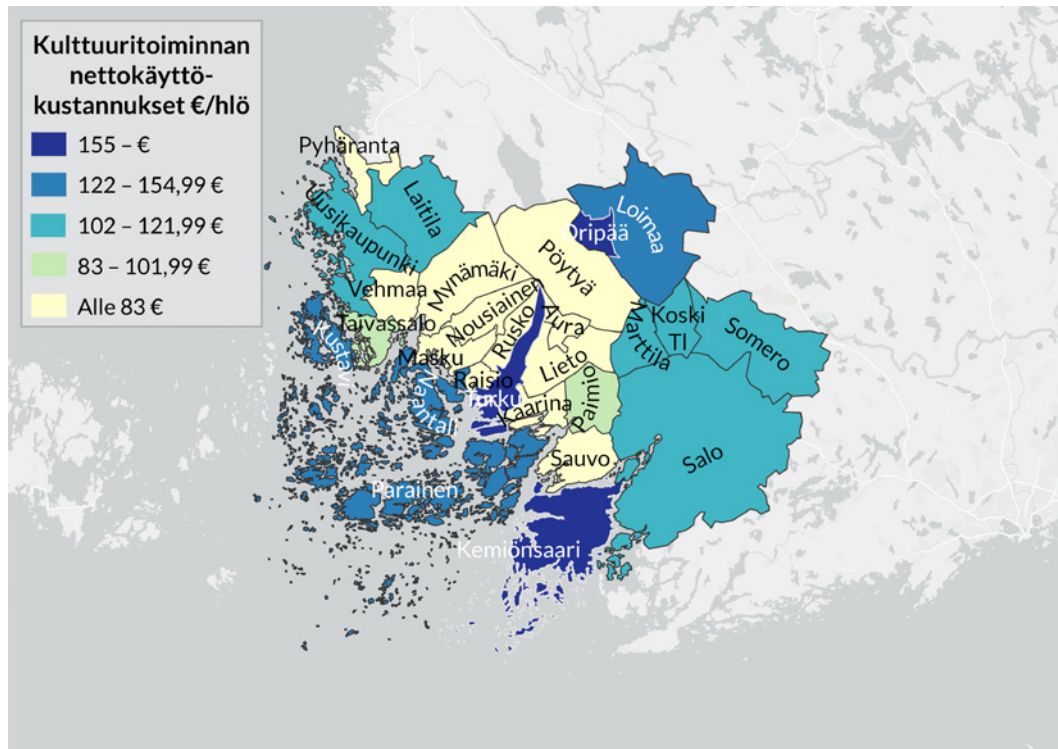 Kulttuuritoiminnan
nettokäyttö-
kustannukset €/hlö
155 – €
122 – 154,99 €
102 – 121,99 €
83 – 101,99 €
Alle 83 €
Pyhäranta
Laitila
Uusikaupunki
Loimaa
Oripää
Pöytyä
Mynämäki
Vehmaa
Nousiainen
Taivassalo
Kustavi
Rusko
Aura
Marttila
Koski
Tl
Somero
Masku
Lieto
Raisio
Naantali
Turku
Kaarina
Paimio
Sauvo
Salo
Parainen
Kemiönsaari